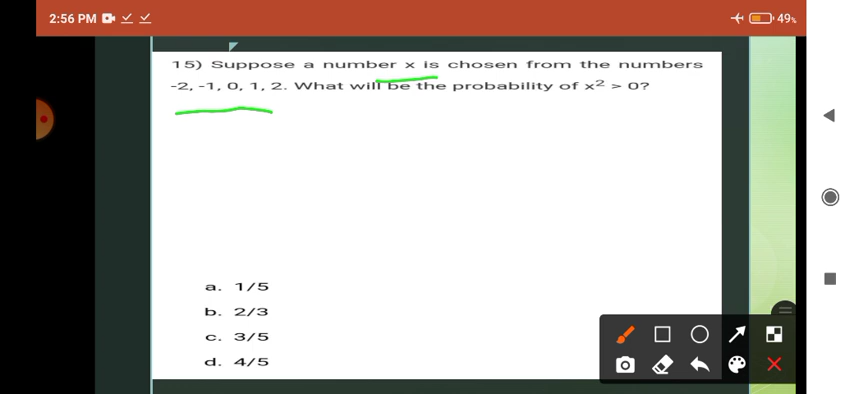 2:56 PM
49%
15) Suppose a number x is chosen from the numbers
-2, -1, 0, 1, 2. What will be the probability of x² > 0?
a. 1/5
b. 2/3
c. 3/5
d. 4/5